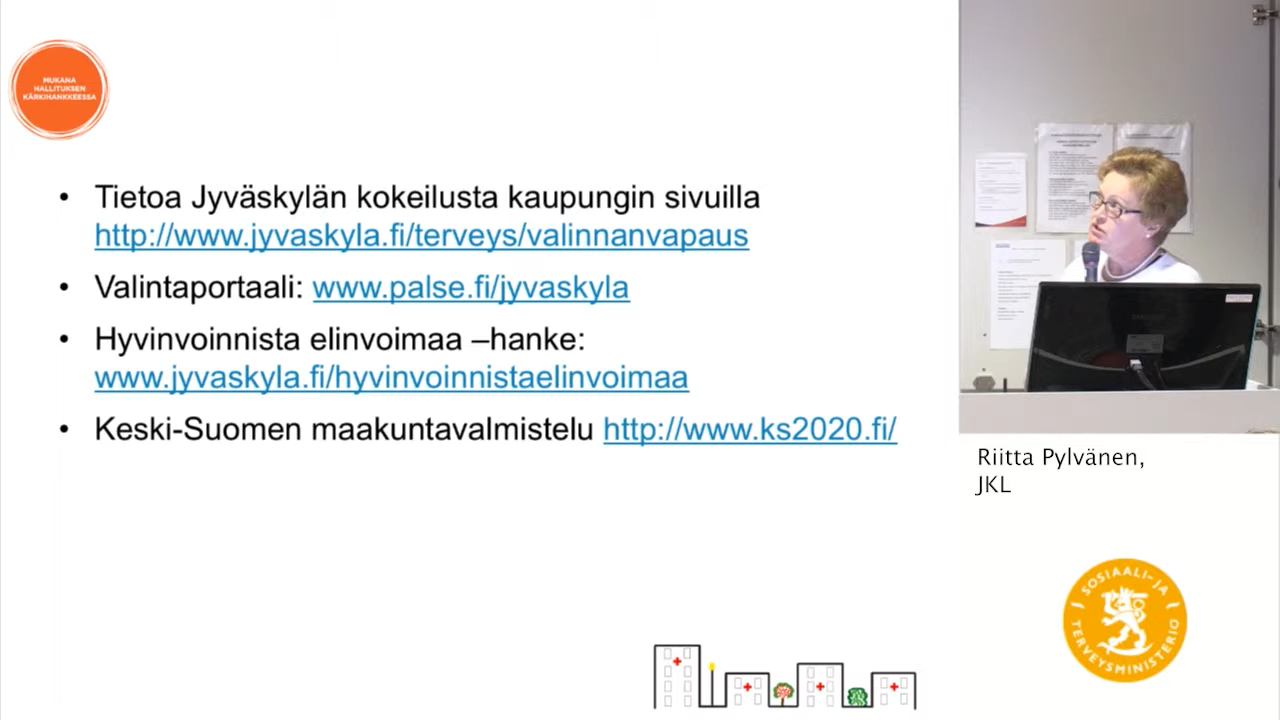 MUKANA
HALLITUKSEN
KÄRKIHANKKEESSA
• Tietoa Jyväskylän kokeilusta kaupungin sivuilla
http://www.jyvaskyla.fi/terveys/valinnanvapaus
• Valintaportaali: www.palse.fi/jyvaskyla
• Hyvinvoinnista elinvoimaa –hanke:
www.jyvaskyla.fi/hyvinvoinnistaelinvoimaa
• Keski-Suomen maakuntavalmistelu http://www.ks2020.fi/
Riitta Pylvänen,
JKL
SOSIAALI- JA
TERVEYSMINISTERIÖ